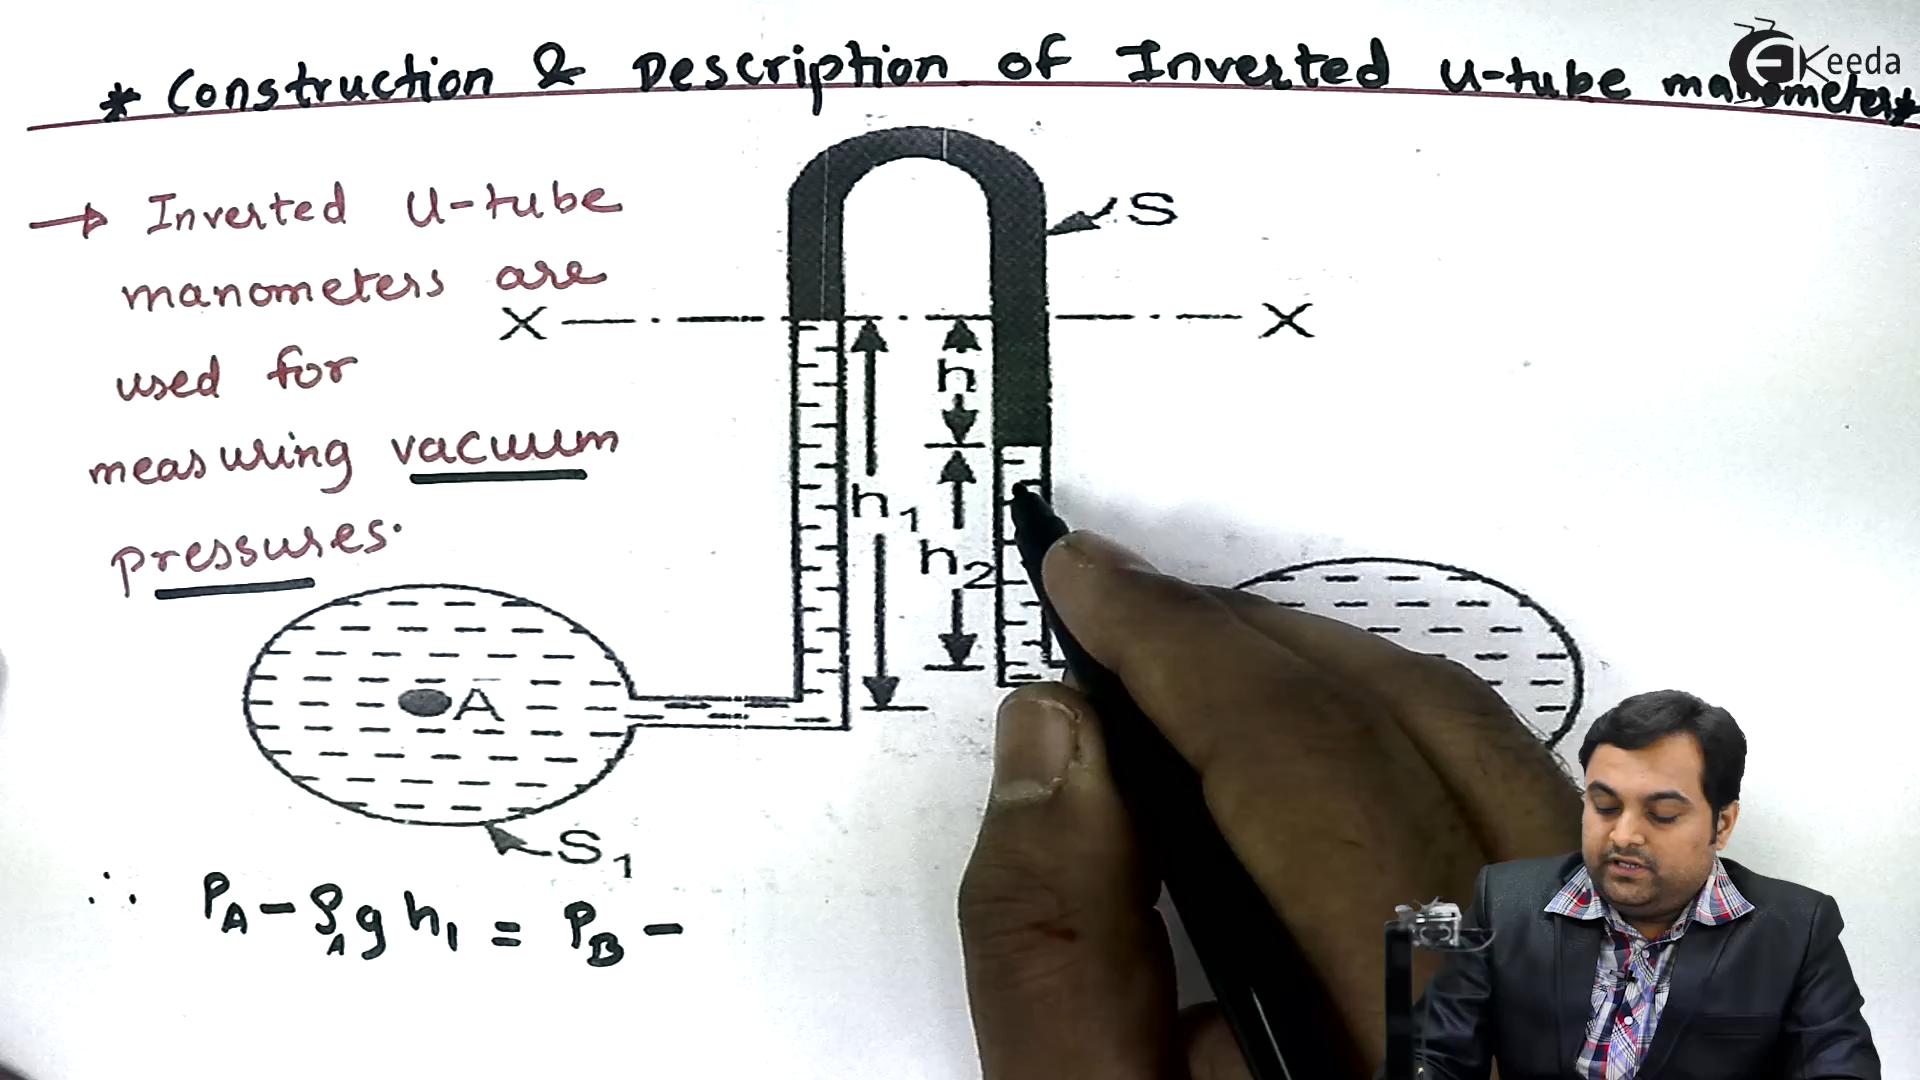 * Construction & Description of Inverted U-tube manometer *
Keeda
→ Inverted U-tube
manometers are
used for
measuring vacuum
pressures.
S
X X
h
h1
h2
A
S1
∴ PA - ρA g h1 = PB -